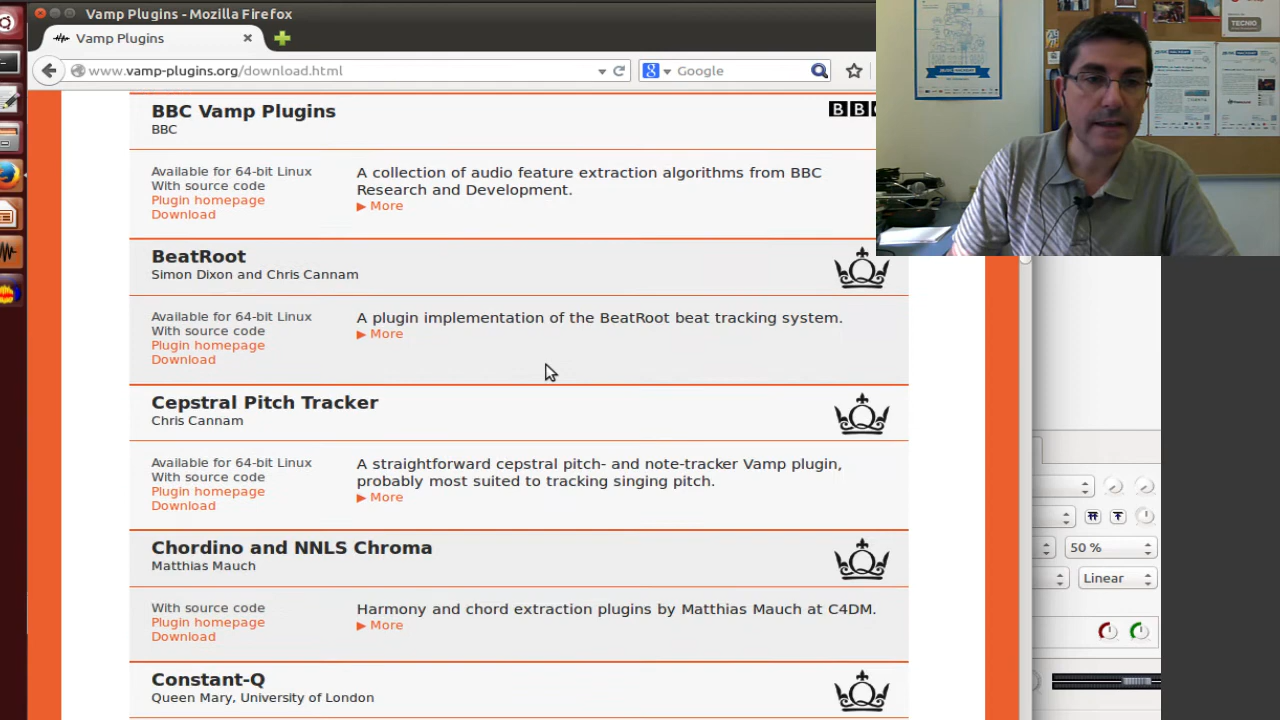 Vamp Plugins - Mozilla Firefox
Vamp Plugins
www.vamp-plugins.org/download.html
Google
BBC Vamp Plugins
BBC
BBC
Available for 64-bit Linux
With source code
Plugin homepage
Download
A collection of audio feature extraction algorithms from BBC
Research and Development.
▶ More
BeatRoot
Simon Dixon and Chris Cannam
Available for 64-bit Linux
With source code
Plugin homepage
Download
A plugin implementation of the BeatRoot beat tracking system.
▶ More
Cepstral Pitch Tracker
Chris Cannam
Available for 64-bit Linux
With source code
Plugin homepage
Download
A straightforward cepstral pitch- and note-tracker Vamp plugin,
probably most suited to tracking singing pitch.
▶ More
Chordino and NNLS Chroma
Matthias Mauch
With source code
Plugin homepage
Download
Harmony and chord extraction plugins by Matthias Mauch at C4DM.
▶ More
Constant-Q
Queen Mary, University of London
50 %
Linear
TECNIO